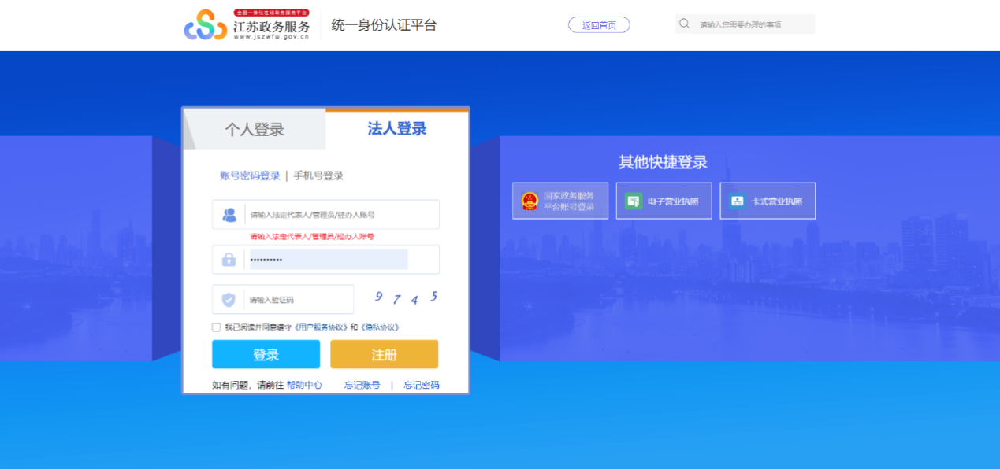 全国一体化在线政务服务平台
江苏政务服务
www.jszwfw.gov.cn
统一身份认证平台
返回首页
请输入您需要办理的事项
个人登录
法人登录
账号密码登录 | 手机号登录
请输入法定代表人/管理员/经办人账号
请输入法定代表人/管理员/经办人账号
••••••••••
请输入验证码
9 7 4 5
我已阅读并同意遵守《用户服务协议》和《隐私协议》
登录
注册
如有问题，请前往 帮助中心
忘记账号 | 忘记密码
其他快捷登录
国家政务服务
平台账号登录
电子营业执照
卡式营业执照